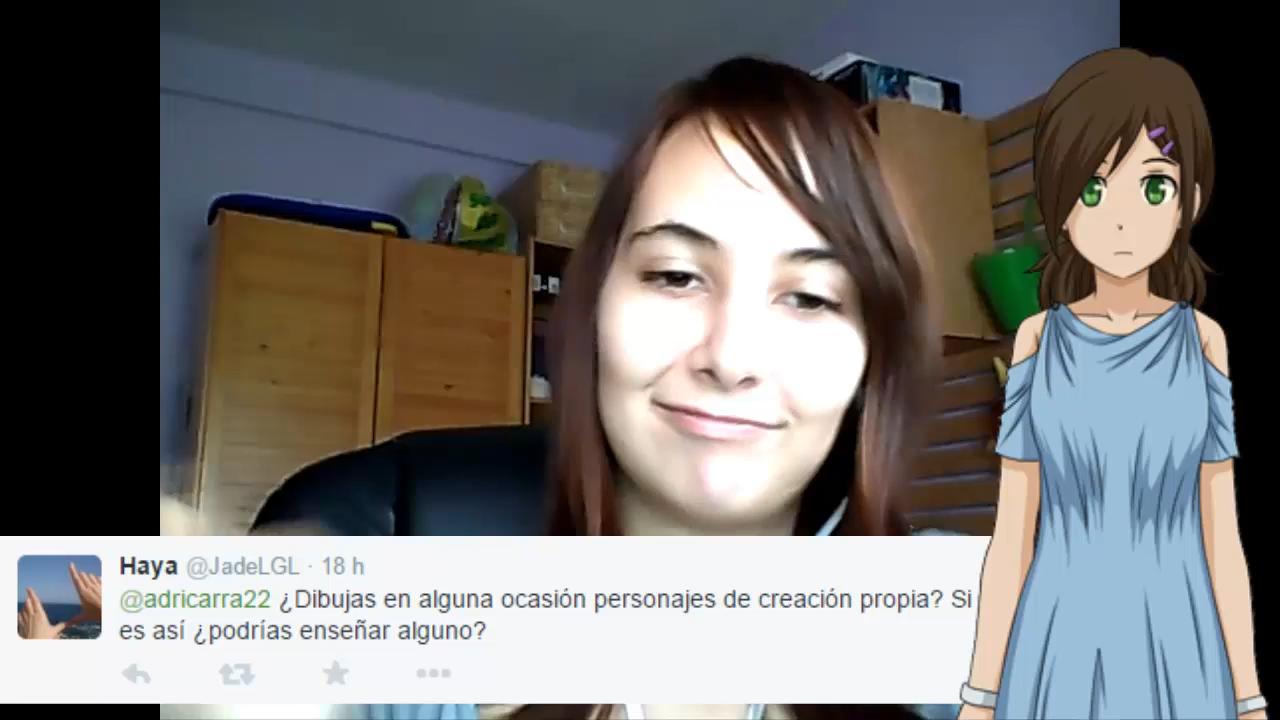 Haya @JadeLGL · 18 h
@adricarra22 ¿Dibujas en alguna ocasión personajes de creación propia? Si
es así ¿podrías enseñar alguno?